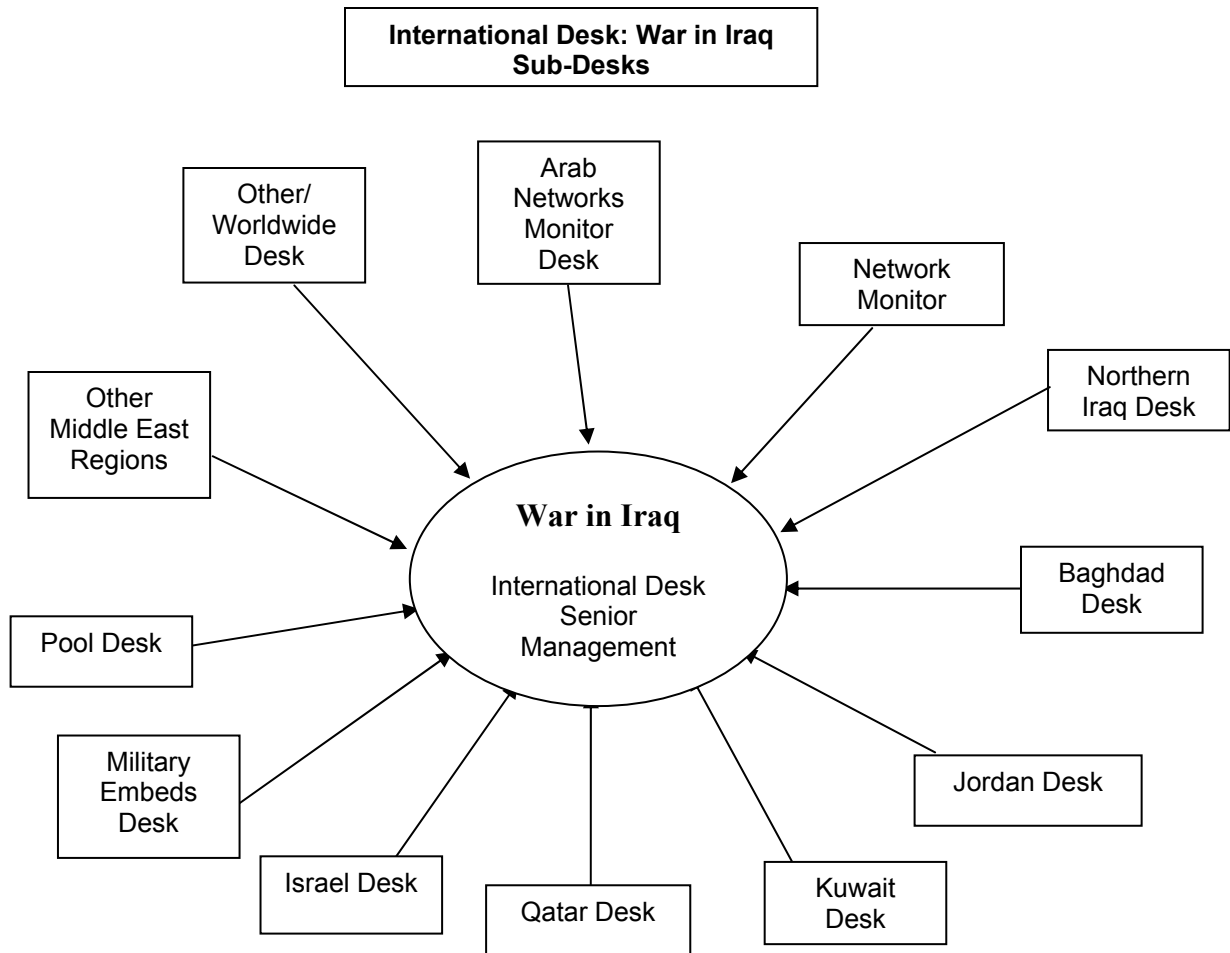 International Desk: War in Iraq
Sub-Desks
Arab
Networks
Monitor
Desk
Other/
Worldwide
Desk
Network
Monitor
Northern
Iraq Desk
Other
Middle East
Regions
War in Iraq
International Desk
Senior
Management
Baghdad
Desk
Pool Desk
Military
Embeds
Desk
Jordan Desk
Israel Desk
Qatar Desk
Kuwait
Desk